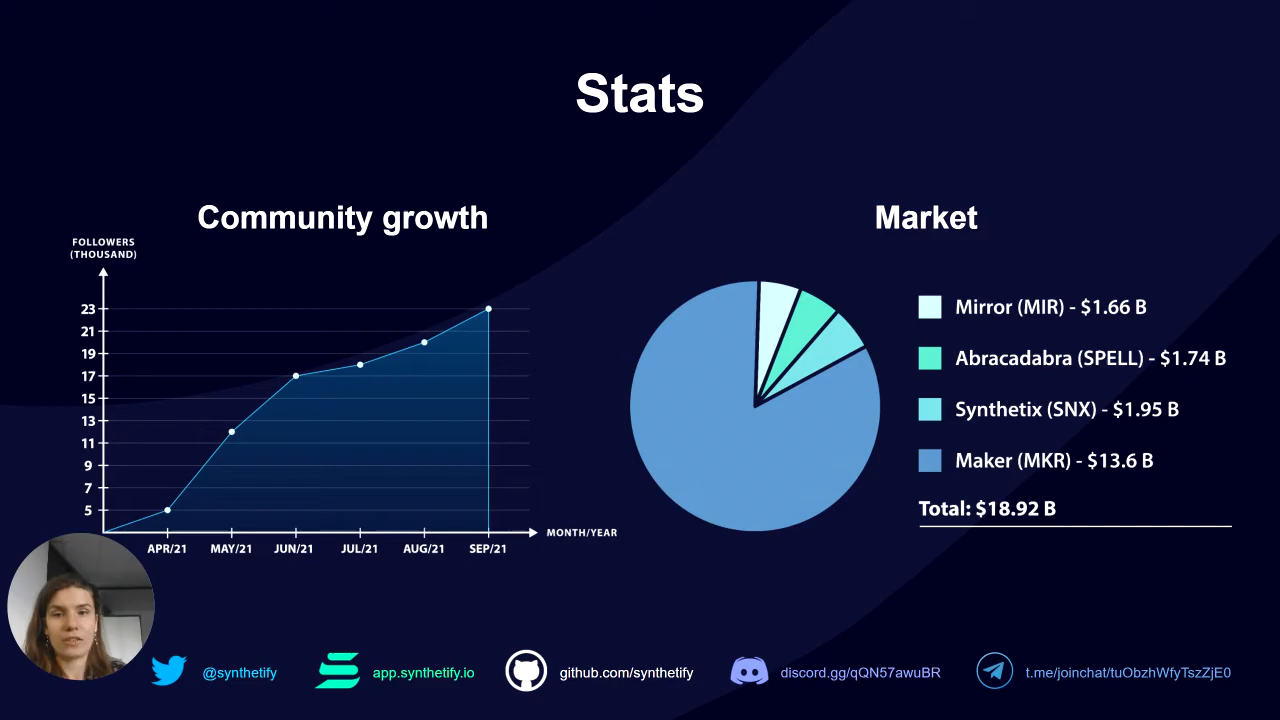 Stats
Community growth
FOLLOWERS
(THOUSAND)
23
21
19
17
15
13
11
9
7
5
APR/21 MAY/21 JUN/21 JUL/21 AUG/21 SEP/21
MONTH/YEAR
Market
Mirror (MIR) - $1.66 B
Abracadabra (SPELL) - $1.74 B
Synthetix (SNX) - $1.95 B
Maker (MKR) - $13.6 B
Total: $18.92 B
@synthetify
app.synthetify.io
github.com/synthetify
discord.gg/qQN57awuBR
t.me/joinchat/tuObzhWfyTszZjE0